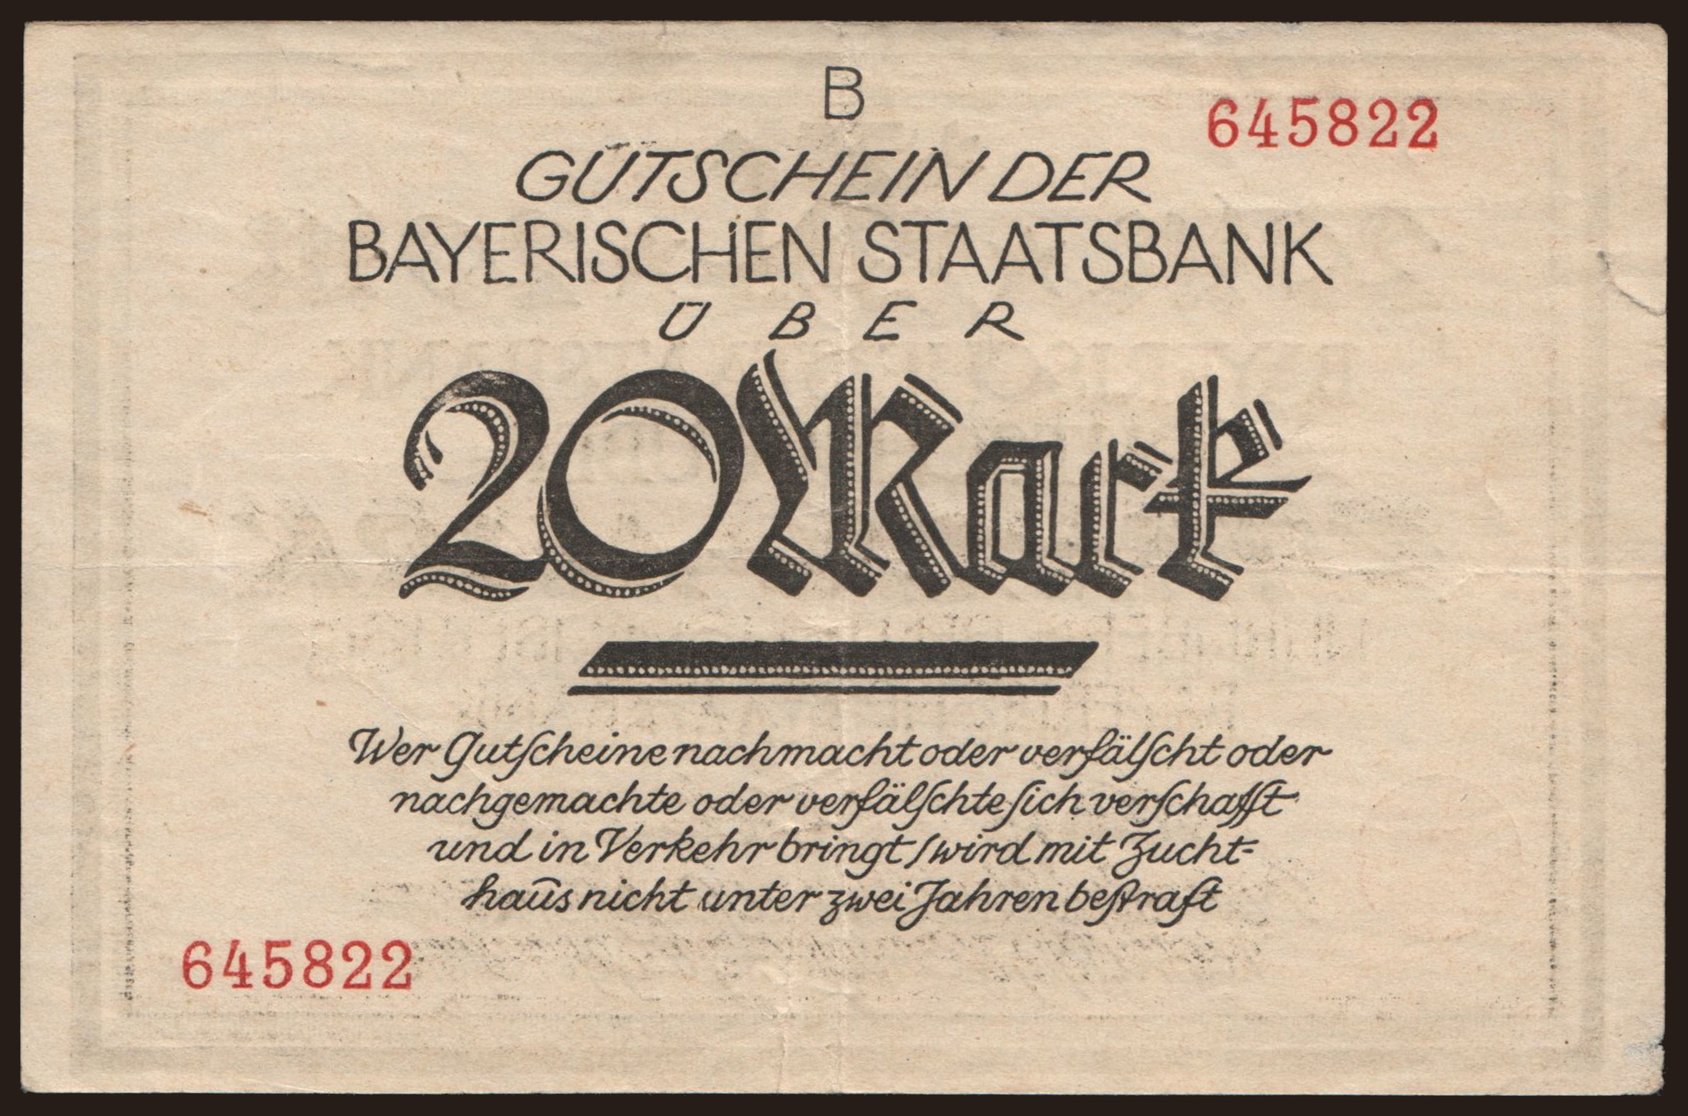 B
645822
GUTSCHEIN DER
BAYERISCHEN STAATSBANK
ÜBER
20 Mark
Wer Gutscheine nachmacht oder verfälscht oder
nachgemachte oder verfälschte sich verschafft
und in Verkehr bringt / wird mit Zucht=
haus nicht unter zwei Jahren bestraft
645822